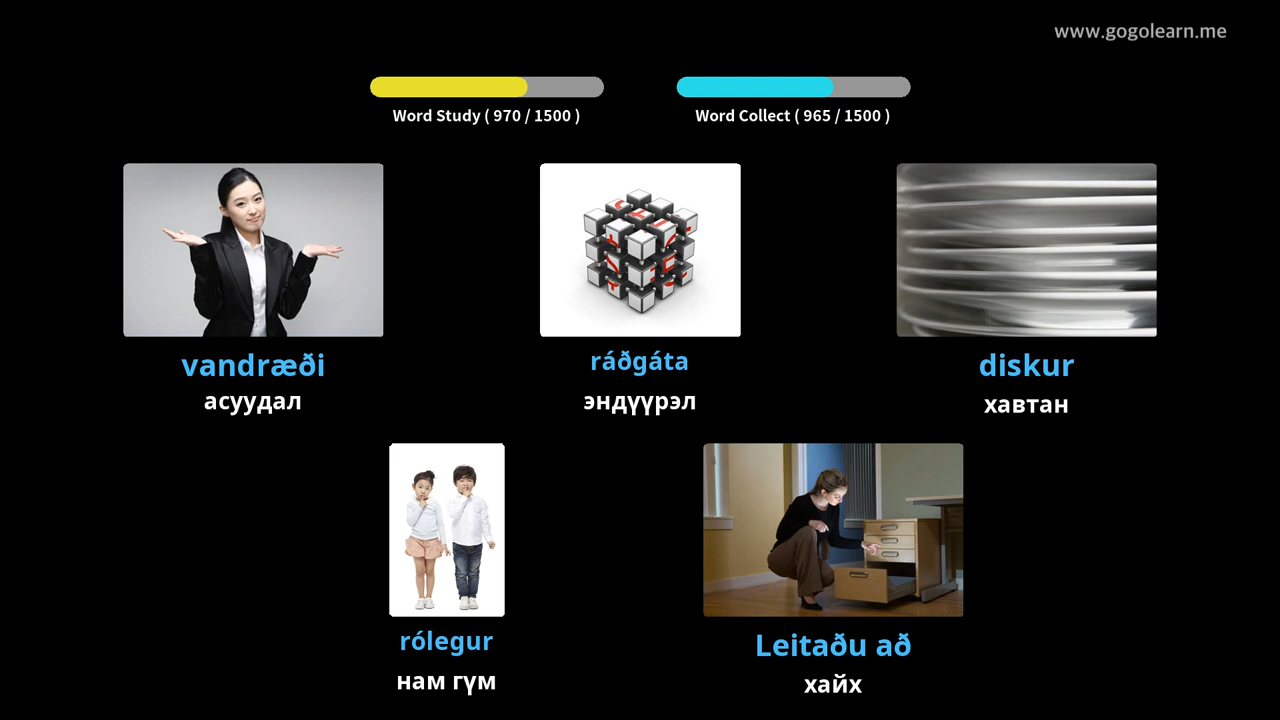 www.gogolearn.me
Word Study ( 970 / 1500 )
Word Collect ( 965 / 1500 )
vandræði
асуудал
ráðgáta
эндүүрэл
diskur
хавтан
rólegur
нам гүм
Leitaðu að
хайх